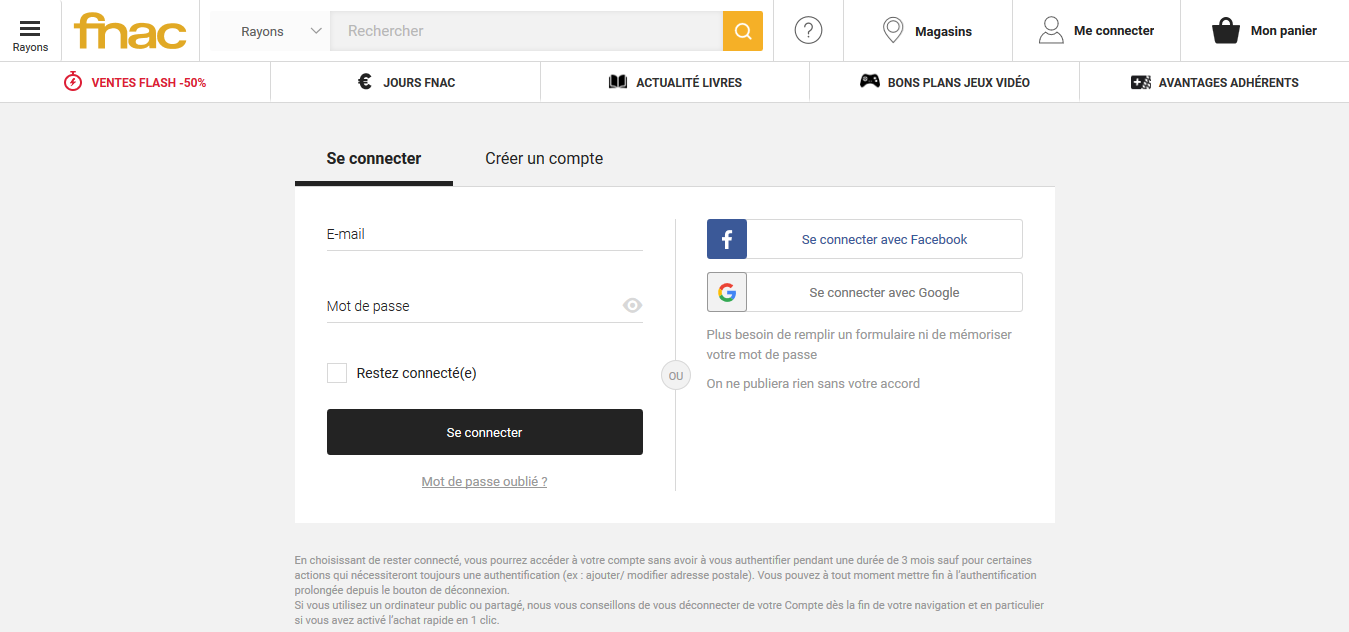 Rayons
fnac
Rayons
Rechercher
?
Magasins
Me connecter
Mon panier
VENTES FLASH -50%
€ JOURS FNAC
ACTUALITÉ LIVRES
BONS PLANS JEUX VIDÉO
AVANTAGES ADHÉRENTS
Se connecter
Créer un compte
E-mail
Mot de passe
Restez connecté(e)
Se connecter
Mot de passe oublié ?
OU
f Se connecter avec Facebook
G Se connecter avec Google
Plus besoin de remplir un formulaire ni de mémoriser
votre mot de passe
On ne publiera rien sans votre accord
En choisissant de rester connecté, vous pourrez accéder à votre compte sans avoir à vous authentifier pendant une durée de 3 mois sauf pour certaines
actions qui nécessiteront toujours une authentification (ex : ajouter/ modifier adresse postale). Vous pouvez à tout moment mettre fin à l'authentification
prolongée depuis le bouton de déconnexion.
Si vous utilisez un ordinateur public ou partagé, nous vous conseillons de vous déconnecter de votre Compte dès la fin de votre navigation et en particulier
si vous avez activé l'achat rapide en 1 clic.